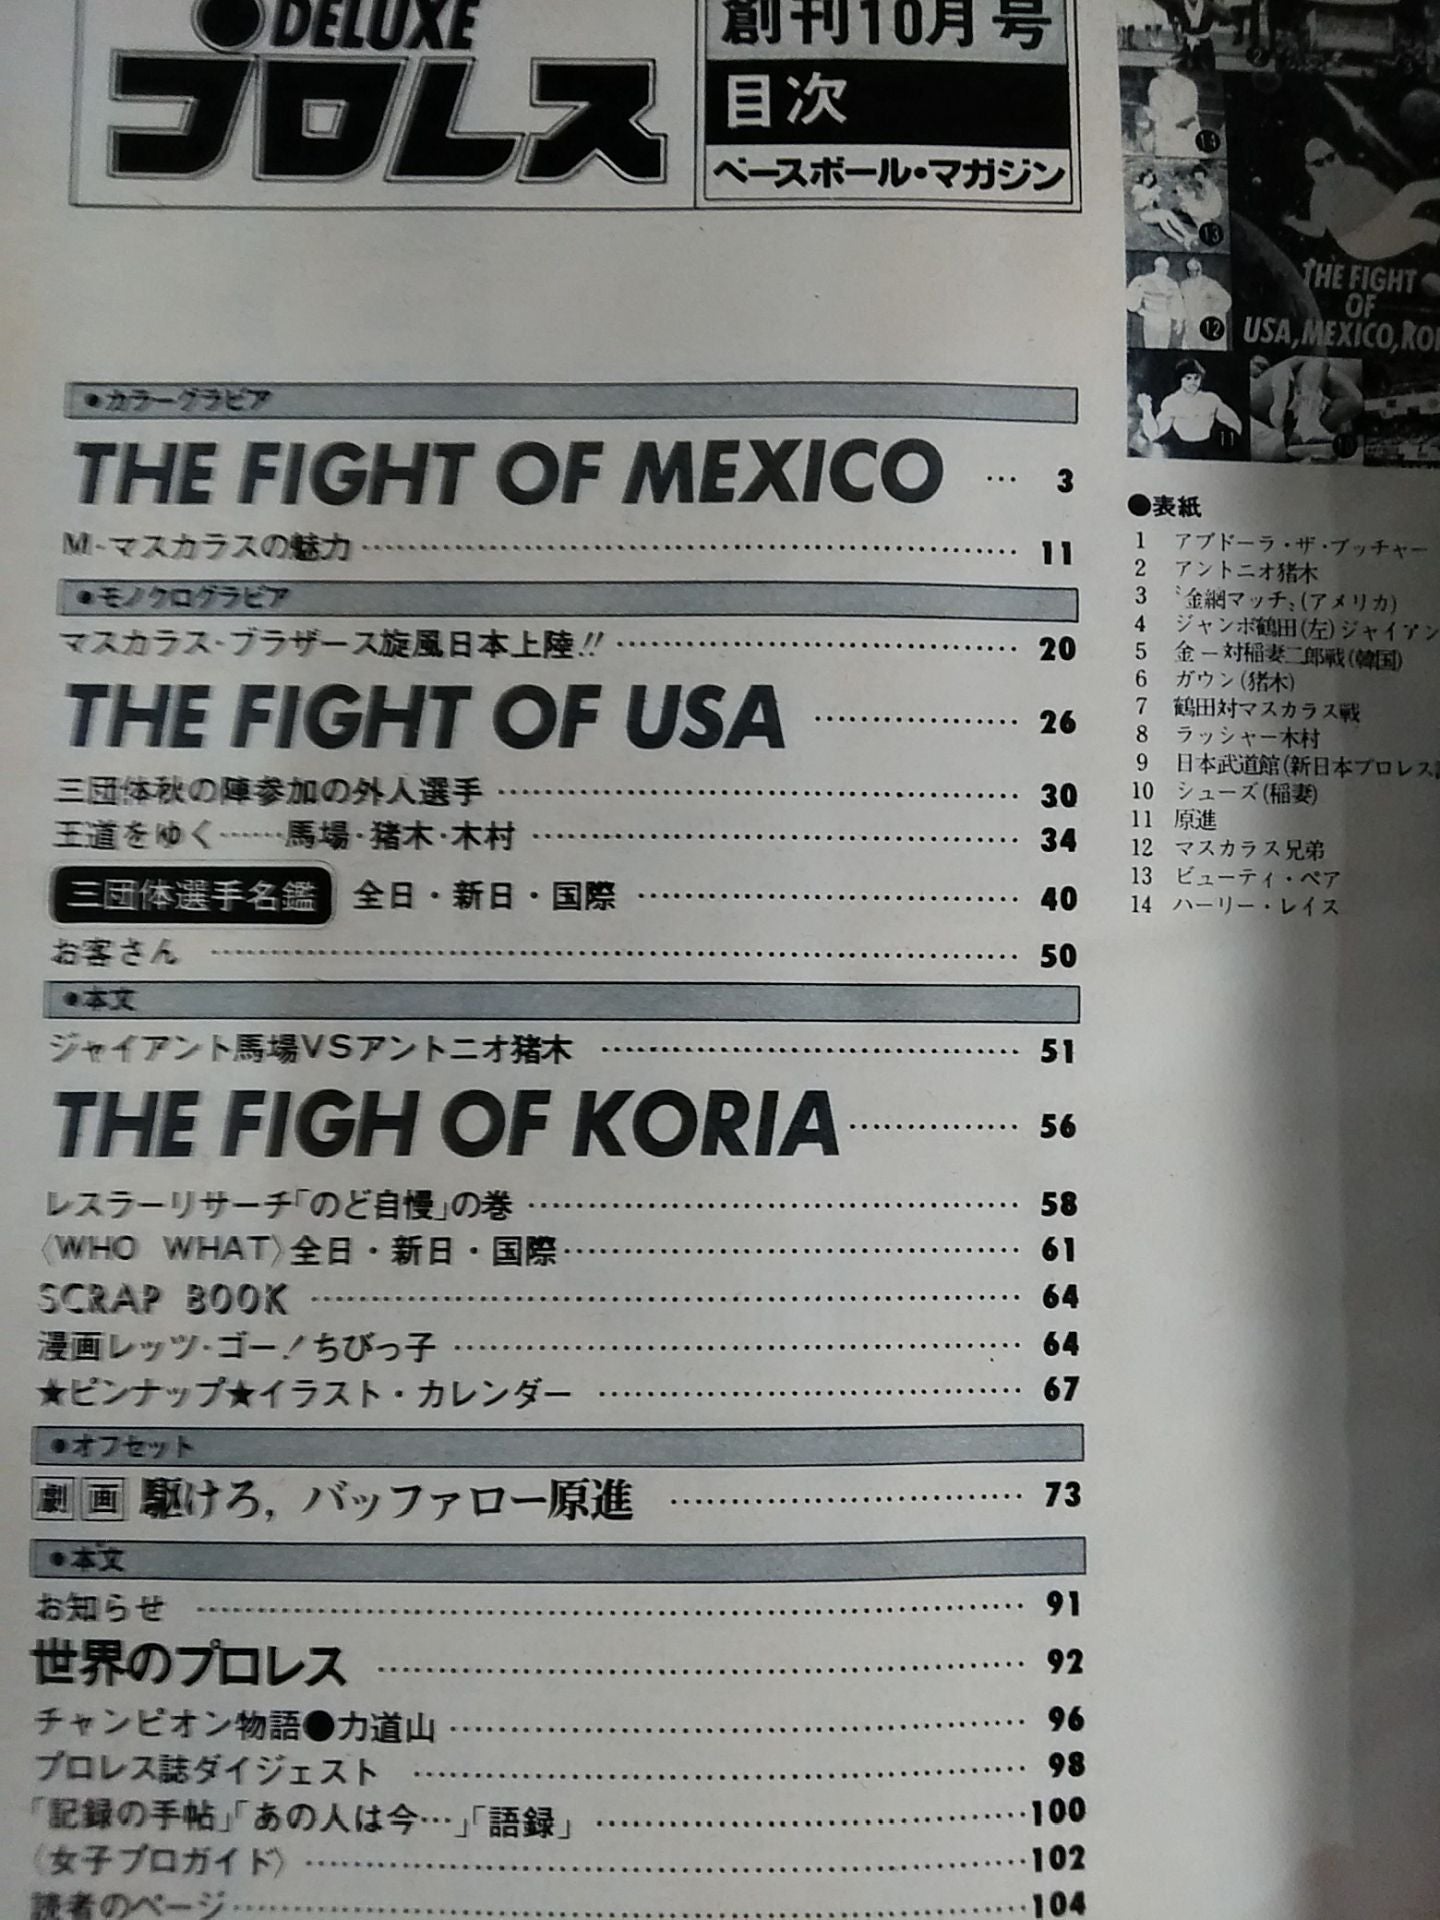 ●DELUXE
プロレス
創刊10月号
目次
ベースボール・マガジン
●カラーグラビア
THE FIGHT OF MEXICO … 3
M・マスカラスの魅力 …… 11
●モノクログラビア
マスカラス・ブラザース旋風日本上陸!! …… 20
THE FIGHT OF USA …… 26
三団体秋の陣参加の外人選手 …… 30
王道をゆく……馬場・猪木・木村 …… 34
三団体選手名鑑 全日・新日・国際 …… 40
お客さん …… 50
●本文
ジャイアント馬場VSアントニオ猪木 …… 51
THE FIGH OF KORIA …… 56
レスラーリサーチ「のど自慢」の巻 …… 58
〈WHO WHAT〉全日・新日・国際 …… 61
SCRAP BOOK …… 64
漫画レッツ・ゴー!ちびっ子 …… 64
★ピンナップ★イラスト・カレンダー …… 67
●オフセット
劇画 駆けろ, バッファロー原進 …… 73
●本文
お知らせ …… 91
世界のプロレス …… 92
チャンピオン物語●力道山 …… 96
プロレス誌ダイジェスト …… 98
「記録の手帖」「あの人は今…」「語録」 …… 100
〈女子プロガイド〉 …… 102
読者のページ …… 104
THE FIGHT
OF
USA, MEXICO,
13
12
11
●表紙
1 アブドーラ・ザ・ブッチャー
2 アントニオ猪木
3 〝金網マッチ〟(アメリカ)
4 ジャンボ鶴田(左)ジャイアン
5 金一対稲妻二郎戦(韓国)
6 ガウン(猪木)
7 鶴田対マスカラス戦
8 ラッシャー木村
9 日本武道館(新日本プロレス
10 シューズ(稲妻)
11 原進
12 マスカラス兄弟
13 ビューティ・ペア
14 ハーリー・レイス